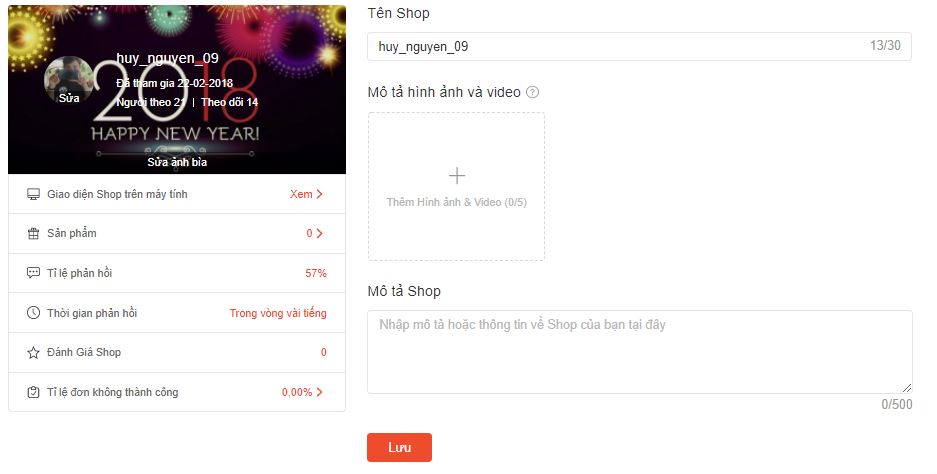 huy_nguyen_09
Đã tham gia 22-02-2018
Người theo 21 | Theo dõi 14
Sửa
2018
HAPPY NEW YEAR!
Sửa ảnh bìa
Giao diện Shop trên máy tính Xem
Sản phẩm 0
Tỉ lệ phản hồi 57%
Thời gian phản hồi Trong vòng vài tiếng
Đánh Giá Shop 0
Tỉ lệ đơn không thành công 0,00%
Tên Shop
huy_nguyen_09 13/30
Mô tả hình ảnh và video
Thêm Hình ảnh & Video (0/5)
Mô tả Shop
Nhập mô tả hoặc thông tin về Shop của bạn tại đây
0/500
Lưu